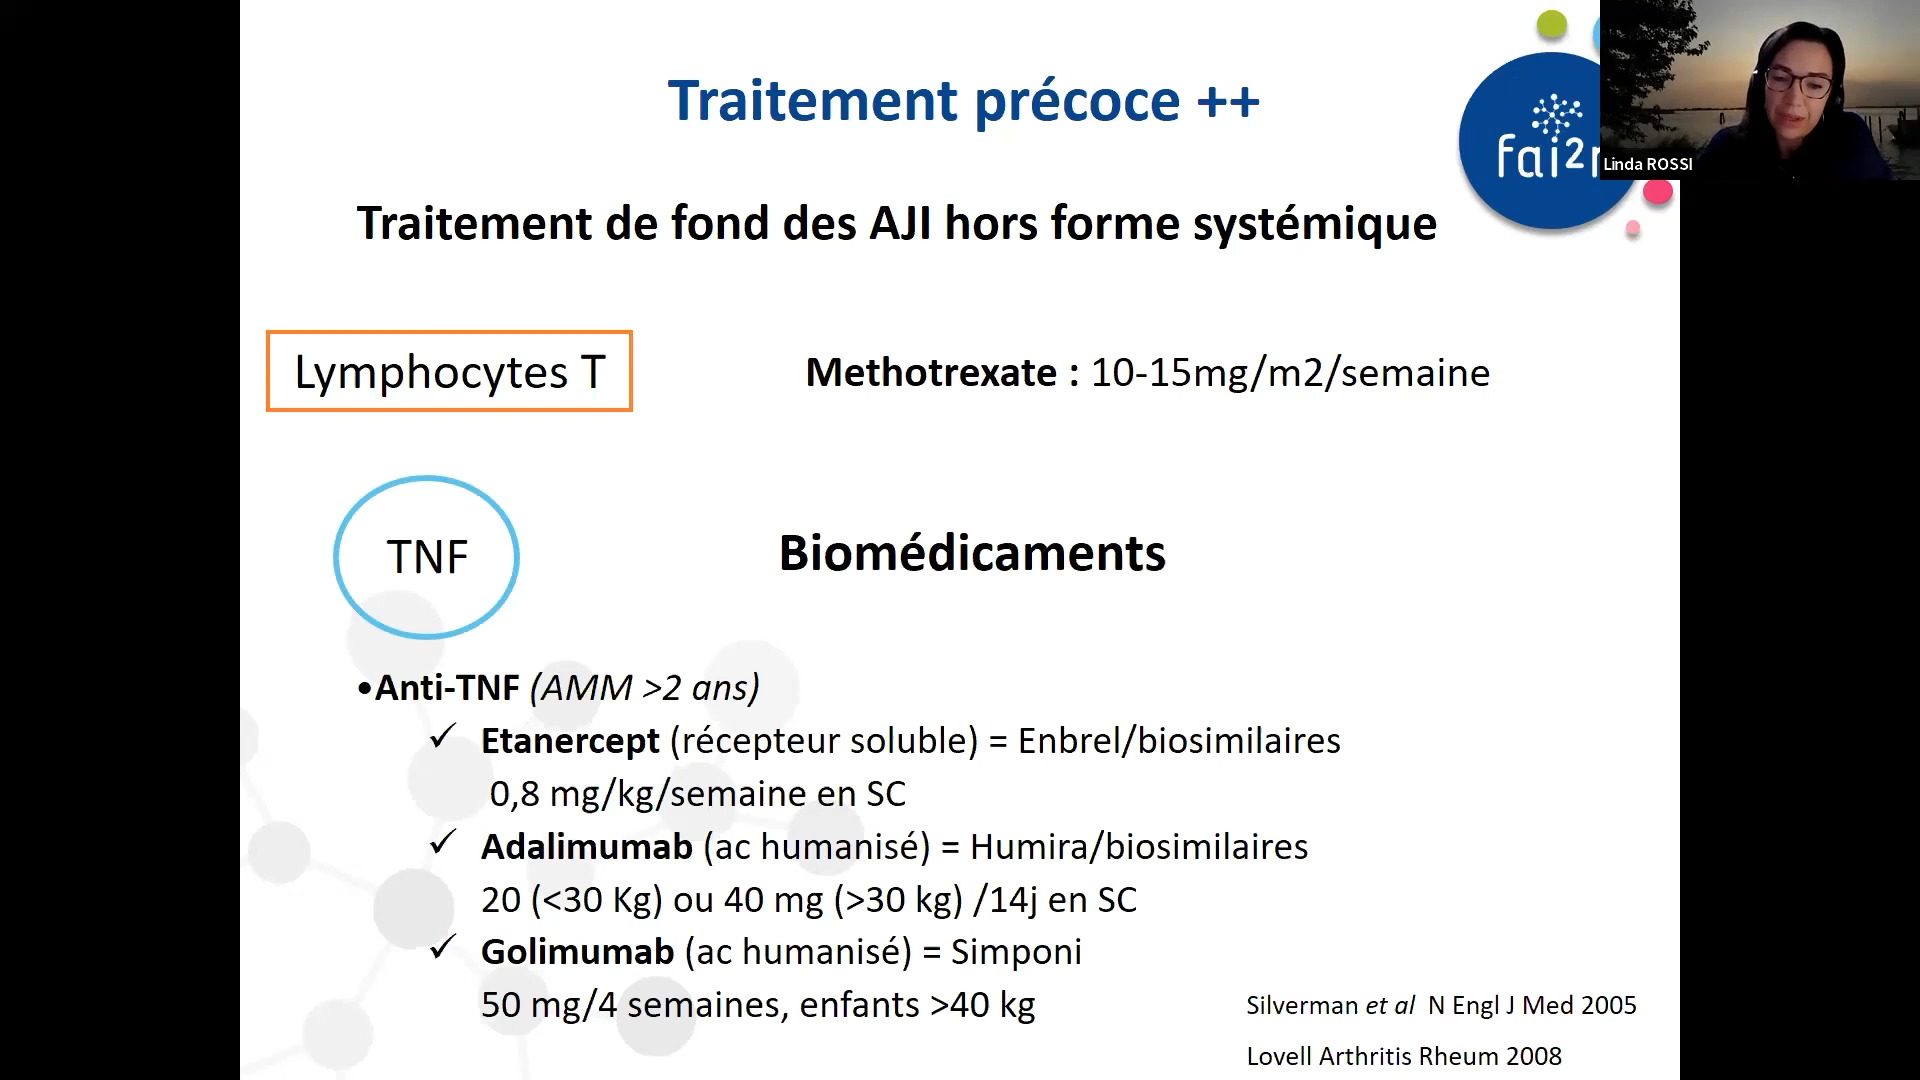 Traitement précoce ++
fai²r
Linda ROSSI
Traitement de fond des AJI hors forme systémique
Lymphocytes T
Methotrexate : 10-15mg/m2/semaine
TNF
Biomédicaments
•Anti-TNF (AMM >2 ans)
✓ Etanercept (récepteur soluble) = Enbrel/biosimilaires
0,8 mg/kg/semaine en SC
✓ Adalimumab (ac humanisé) = Humira/biosimilaires
20 (<30 Kg) ou 40 mg (>30 kg) /14j en SC
✓ Golimumab (ac humanisé) = Simponi
50 mg/4 semaines, enfants >40 kg
Silverman et al N Engl J Med 2005
Lovell Arthritis Rheum 2008